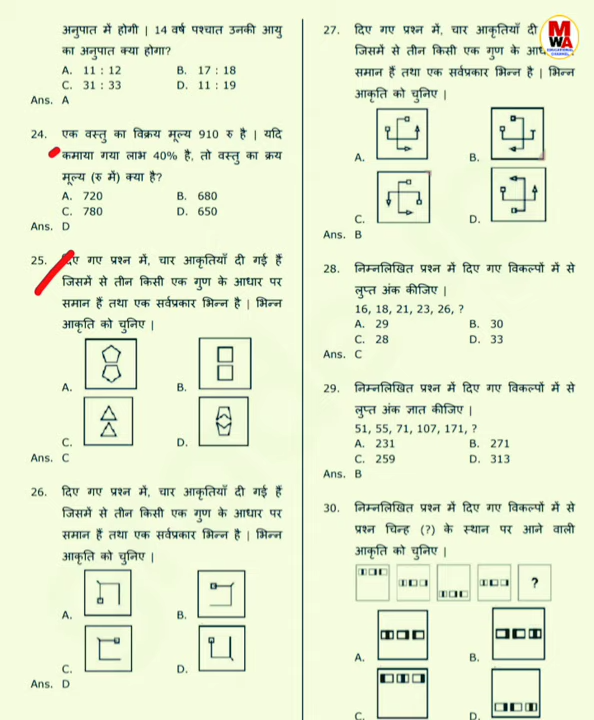 अनुपात में होगी | 14 वर्ष पश्चात उनकी आयु
का अनुपात क्या होगा?
A. 11 : 12 B. 17 : 18
C. 31 : 33 D. 11 : 19
Ans. A
24. एक वस्तु का विक्रय मूल्य 910 रु है | यदि
कमाया गया लाभ 40% है, तो वस्तु का क्रय
मूल्य (रु में) क्या है?
A. 720 B. 680
C. 780 D. 650
Ans. D
25. दिए गए प्रश्न में, चार आकृतियाँ दी गई हैं
जिसमें से तीन किसी एक गुण के आधार पर
समान हैं तथा एक सर्वप्रकार भिन्न है | भिन्न
आकृति को चुनिए |
A. B.
C. D.
Ans. C
26. दिए गए प्रश्न में, चार आकृतियाँ दी गई हैं
जिसमें से तीन किसी एक गुण के आधार पर
समान हैं तथा एक सर्वप्रकार भिन्न है | भिन्न
आकृति को चुनिए |
A. B.
C. D.
Ans. D
27. दिए गए प्रश्न में, चार आकृतियाँ दी
जिसमें से तीन किसी एक गुण के
समान हैं तथा एक सर्वप्रकार भिन्न है | भिन्न
आकृति को चुनिए |
A. B.
C. D.
Ans. B
28. निम्नलिखित प्रश्न में दिए गए विकल्पों में से
लुप्त अंक कीजिए |
16, 18, 21, 23, 26, ?
A. 29 B. 30
C. 28 D. 33
Ans. C
29. निम्नलिखित प्रश्न में दिए गए विकल्पों में से
लुप्त अंक ज्ञात कीजिए |
51, 55, 71, 107, 171, ?
A. 231 B. 271
C. 259 D. 313
Ans. B
30. निम्नलिखित प्रश्न में दिए गए विकल्पों में से
प्रश्न चिन्ह (?) के स्थान पर आने वाली
आकृति को चुनिए |
?
A. B.
C. D.
MWA